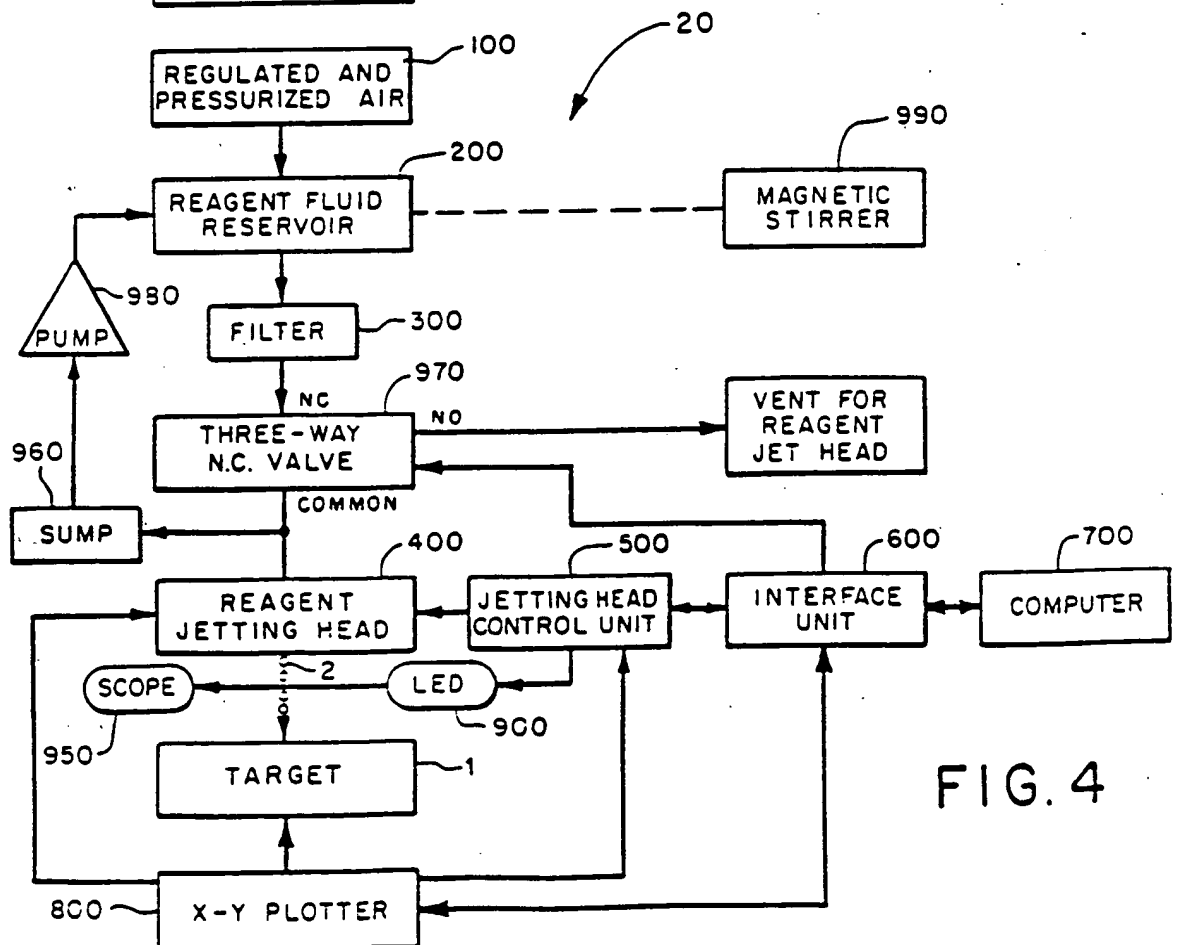 20
100
REGULATED AND
PRESSURIZED AIR
200
990
REAGENT FLUID
RESERVOIR
MAGNETIC
STIRRER
980
PUMP
FILTER
300
970
NC
NO
THREE-WAY
N.C. VALVE
VENT FOR
REAGENT
JET HEAD
960
COMMON
SUMP
400
500
600
700
REAGENT
JETTING HEAD
JETTING HEAD
CONTROL UNIT
INTERFACE
UNIT
COMPUTER
2
SCOPE
LED
950
900
TARGET
1
FIG. 4
800
X-Y PLOTTER